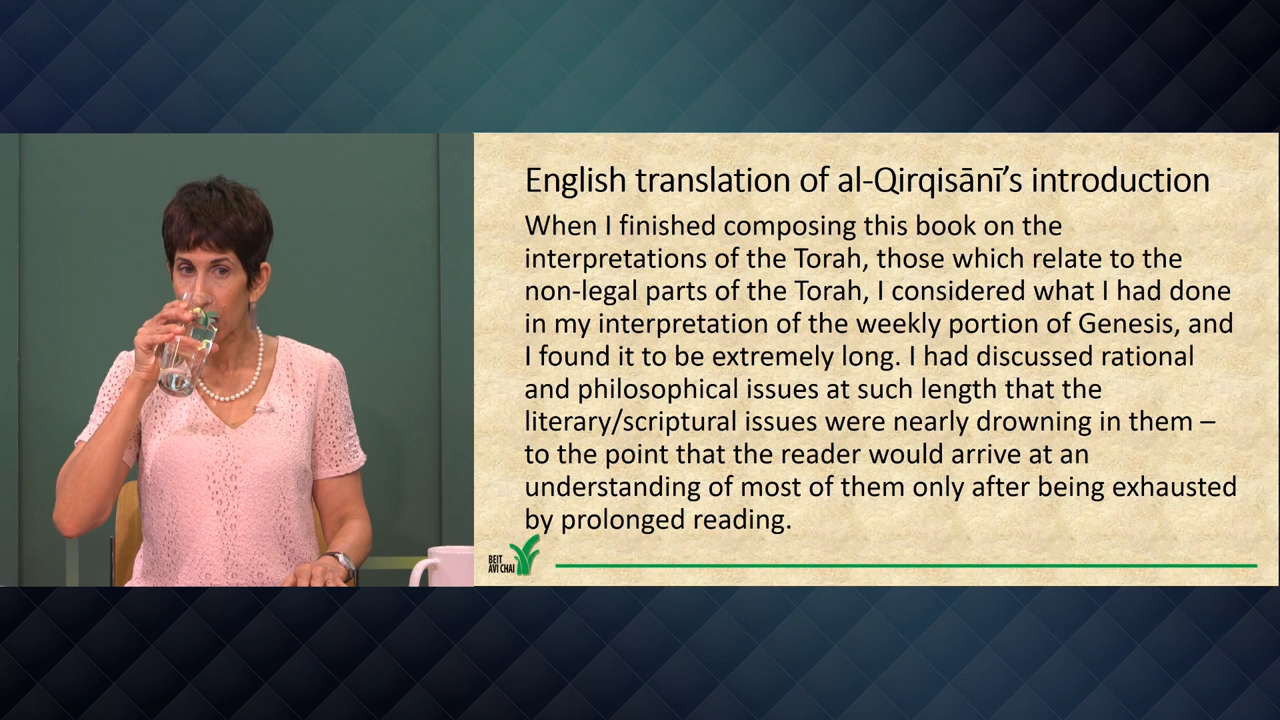 English translation of al-Qirqisānī’s introduction
When I finished composing this book on the
interpretations of the Torah, those which relate to the
non-legal parts of the Torah, I considered what I had done
in my interpretation of the weekly portion of Genesis, and
I found it to be extremely long. I had discussed rational
and philosophical issues at such length that the
literary/scriptural issues were nearly drowning in them –
to the point that the reader would arrive at an
understanding of most of them only after being exhausted
by prolonged reading.
BEIT
AVI CHAI